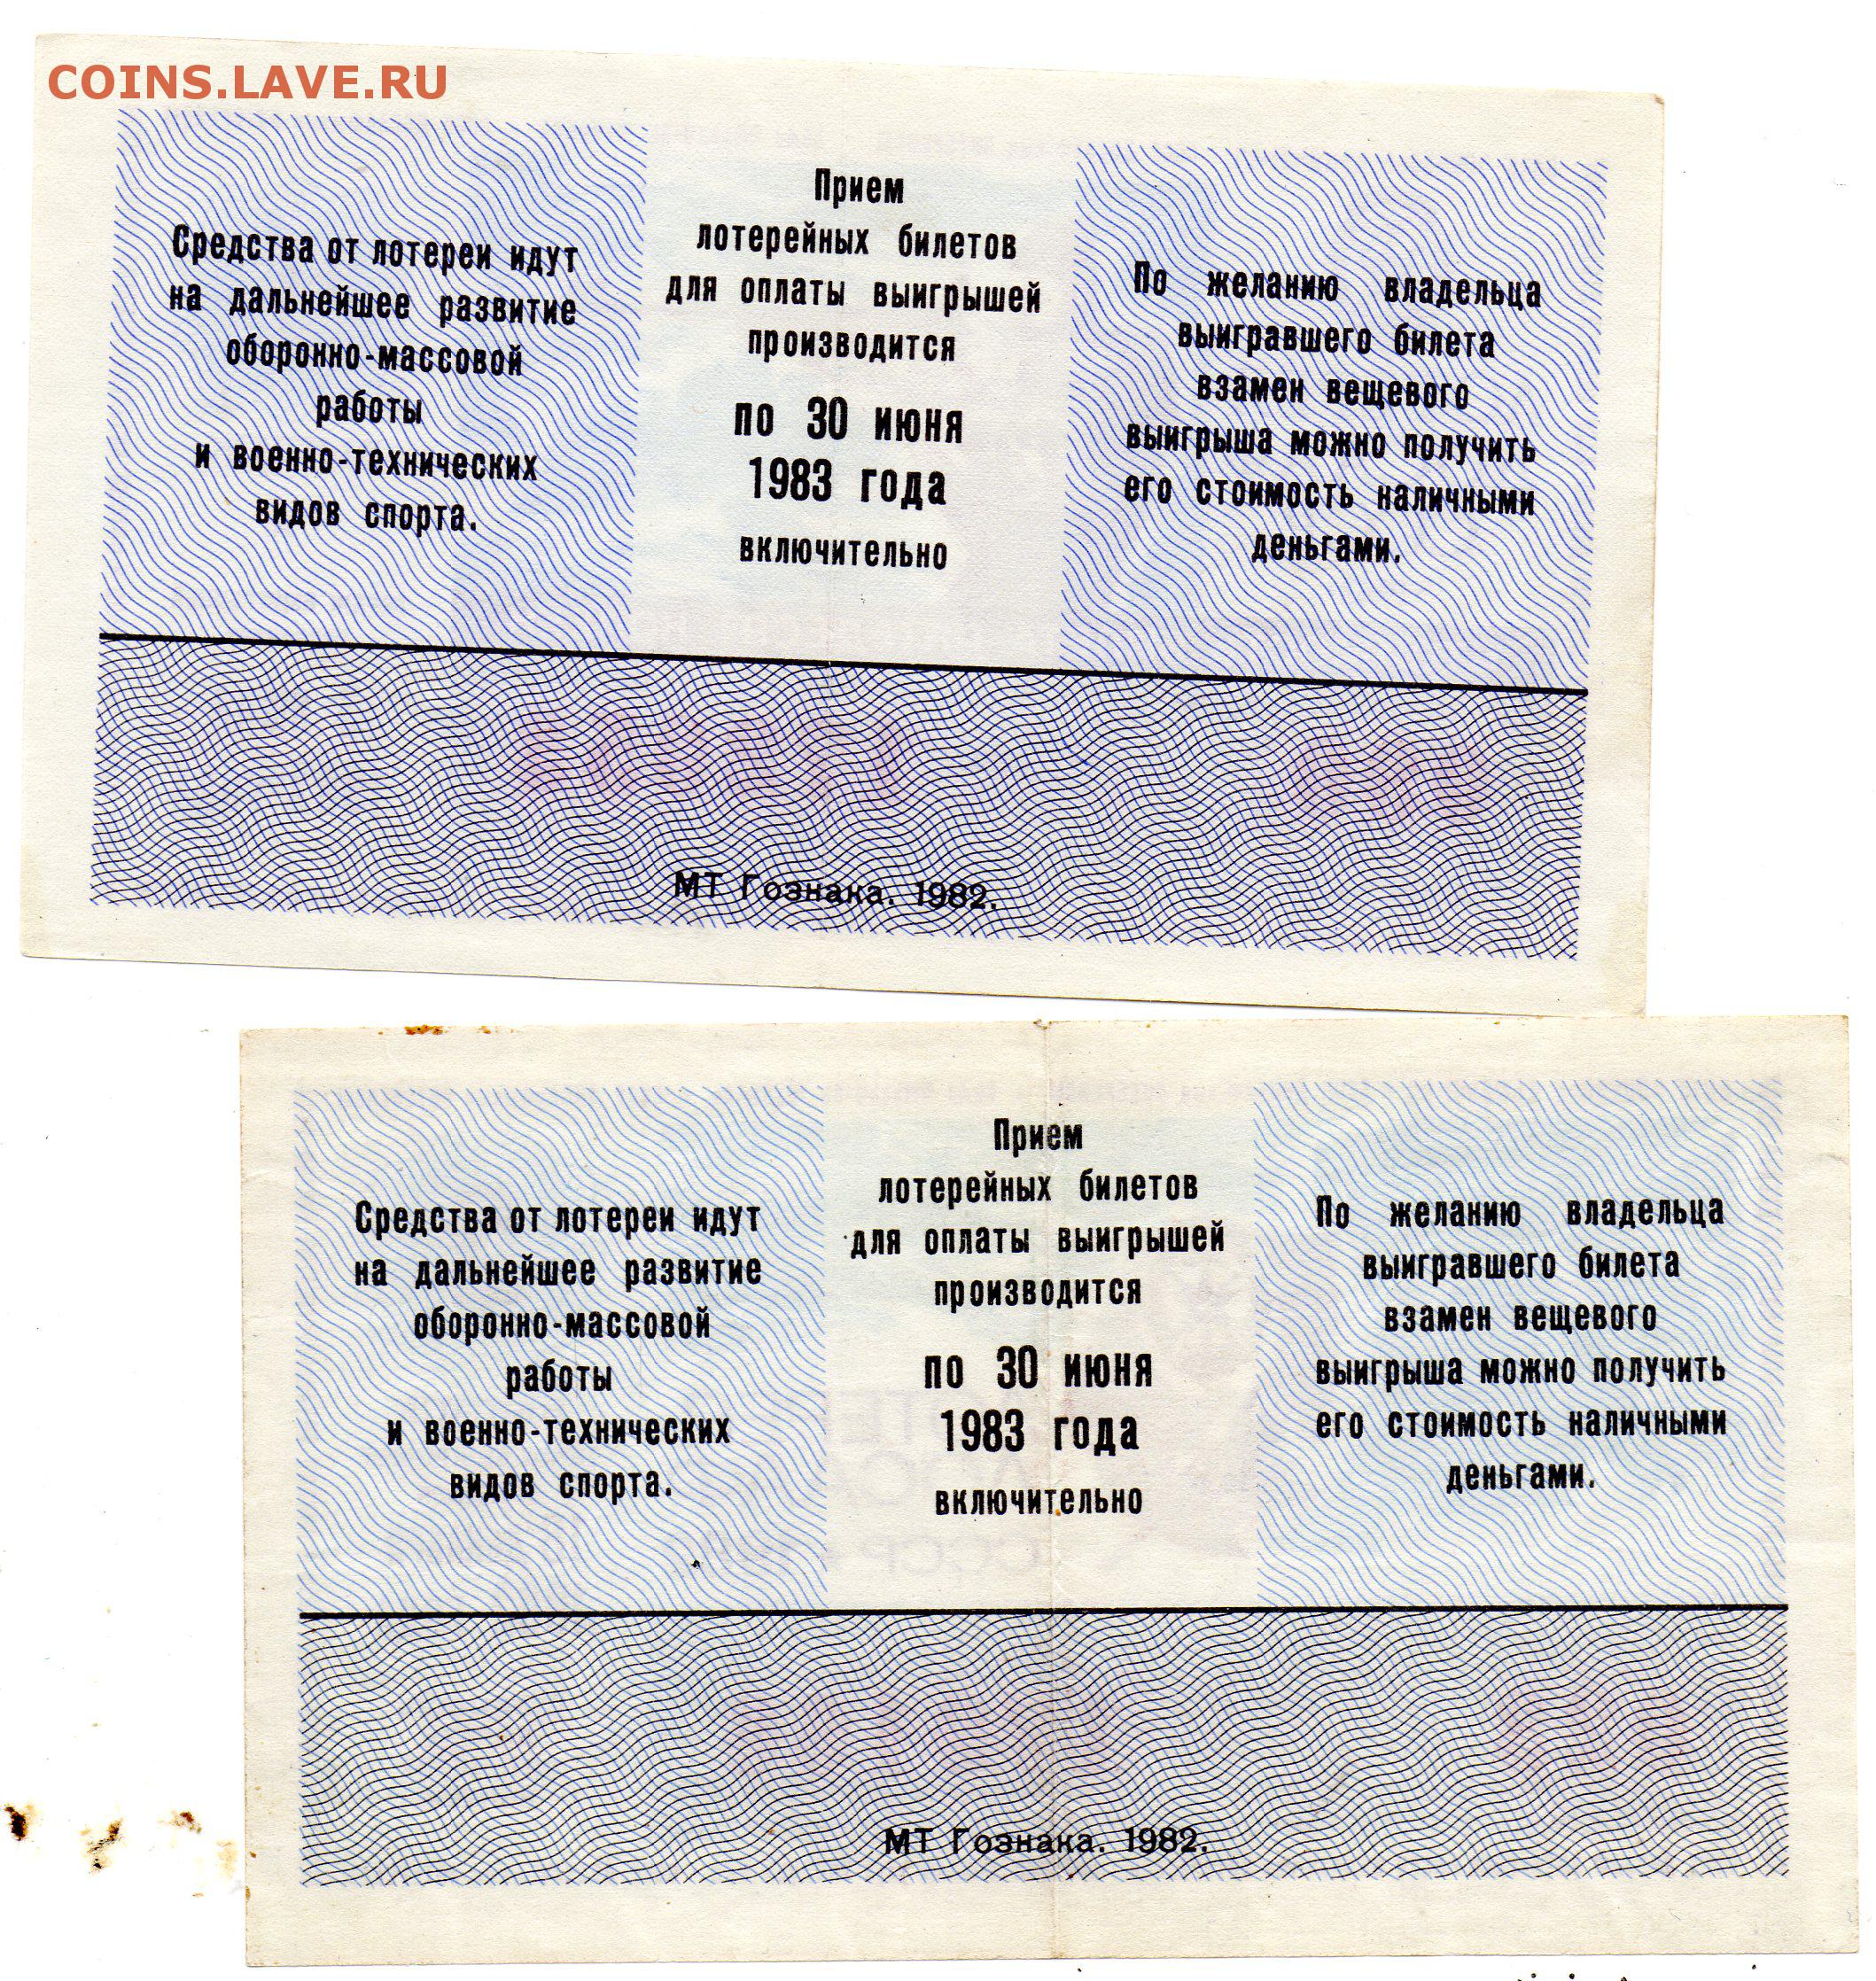 COINS.LAVE.RU
Средства от лотереи идут
на дальнейшее развитие
оборонно-массовой
работы
и военно-технических
видов спорта.
Прием
лотерейных билетов
для оплаты выигрышей
производится
по 30 июня
1983 года
включительно
По желанию владельца
выигравшего билета
взамен вещевого
выигрыша можно получить
его стоимость наличными
деньгами.
МТ Гознака. 1982.
Средства от лотереи идут
на дальнейшее развитие
оборонно-массовой
работы
и военно-технических
видов спорта.
Прием
лотерейных билетов
для оплаты выигрышей
производится
по 30 июня
1983 года
включительно
По желанию владельца
выигравшего билета
взамен вещевого
выигрыша можно получить
его стоимость наличными
деньгами.
МТ Гознака. 1982.